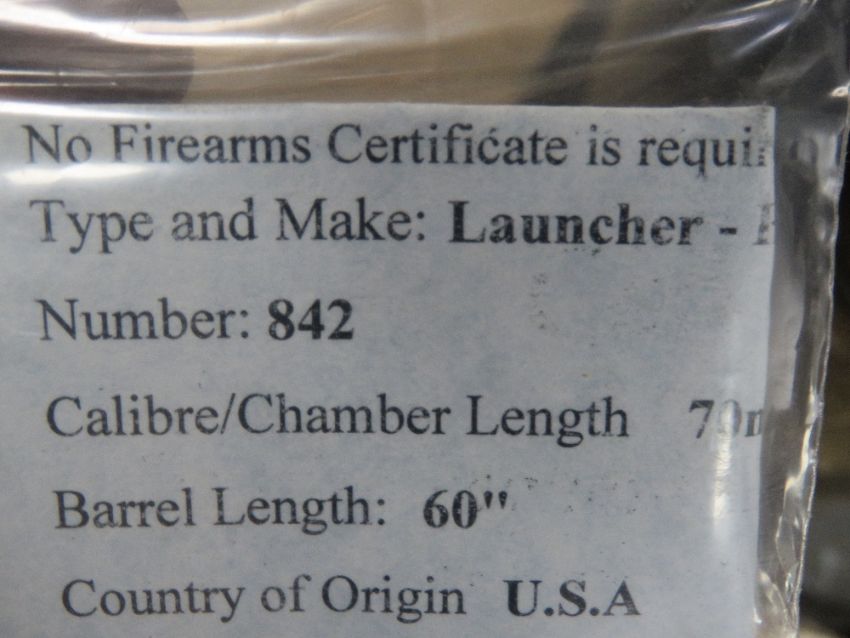 No Firearms Certificate is
Type and Make: Launcher -
Number: 842
Calibre/Chamber Length
Barrel Length: 60"
Country of Origin U.S.A